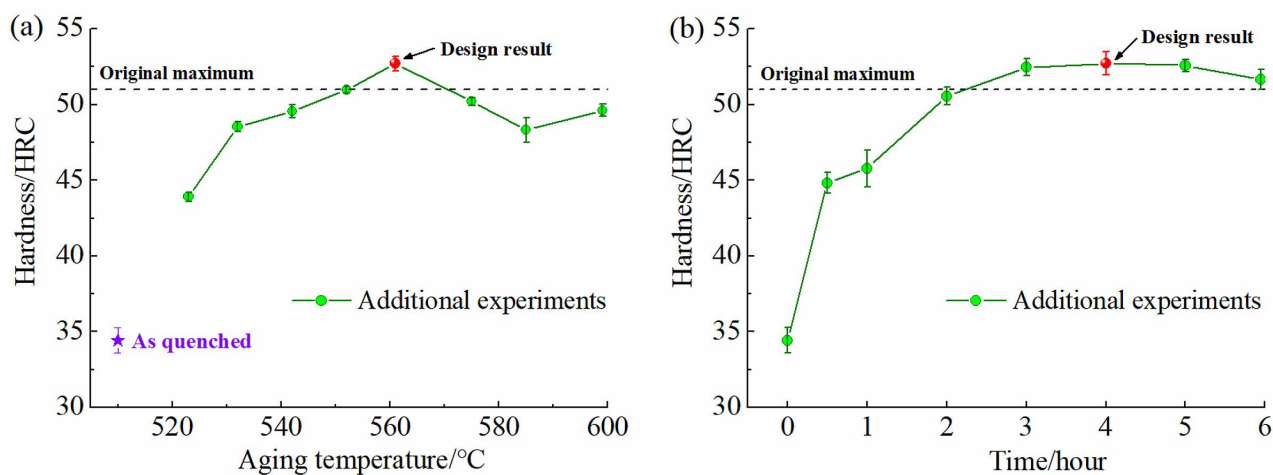 (a)
55
50
45
40
35
30
Hardness/HRC
Design result
Original maximum
Additional experiments
As quenched
520 540 560 580 600
Aging temperature/°C
(b)
55
50
45
40
35
30
Hardness/HRC
Design result
Original maximum
Additional experiments
0 1 2 3 4 5 6
Time/hour